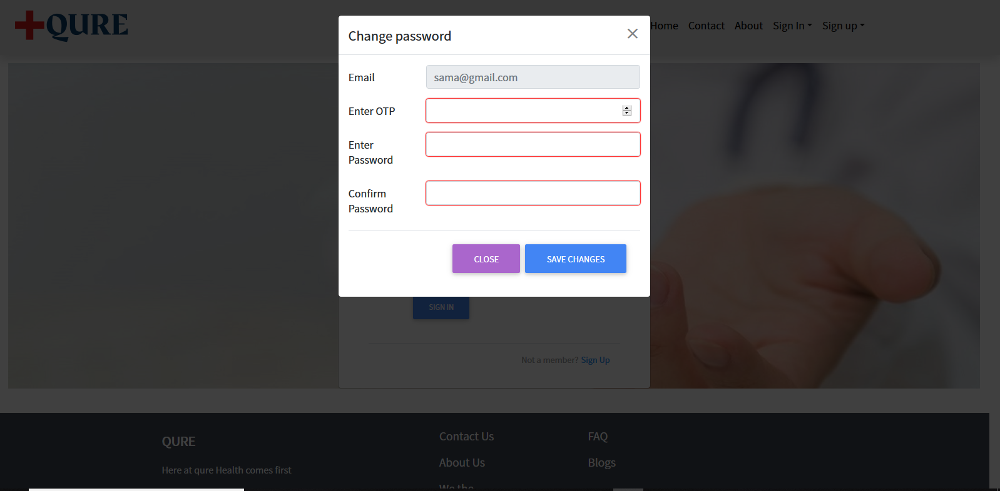 QURE
Home Contact About Sign In Sign up
Change password
Email sama@gmail.com
Enter OTP
Enter
Password
Confirm
Password
CLOSE SAVE CHANGES
SIGN IN
Not a member? Sign Up
QURE
Here at qure Health comes first
Contact Us
About Us
We the
FAQ
Blogs